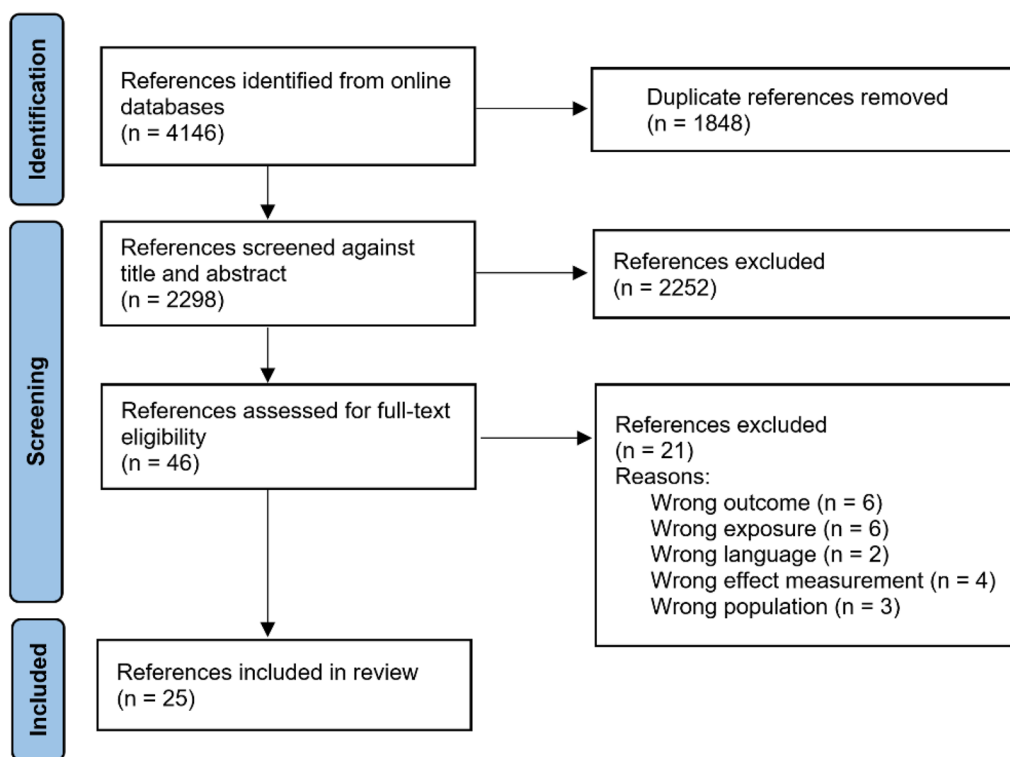 Identification
References identified from online
databases
(n = 4146)
Duplicate references removed
(n = 1848)
Screening
References screened against
title and abstract
(n = 2298)
References excluded
(n = 2252)
References assessed for full-text
eligibility
(n = 46)
References excluded
(n = 21)
Reasons:
Wrong outcome (n = 6)
Wrong exposure (n = 6)
Wrong language (n = 2)
Wrong effect measurement (n = 4)
Wrong population (n = 3)
Included
References included in review
(n = 25)